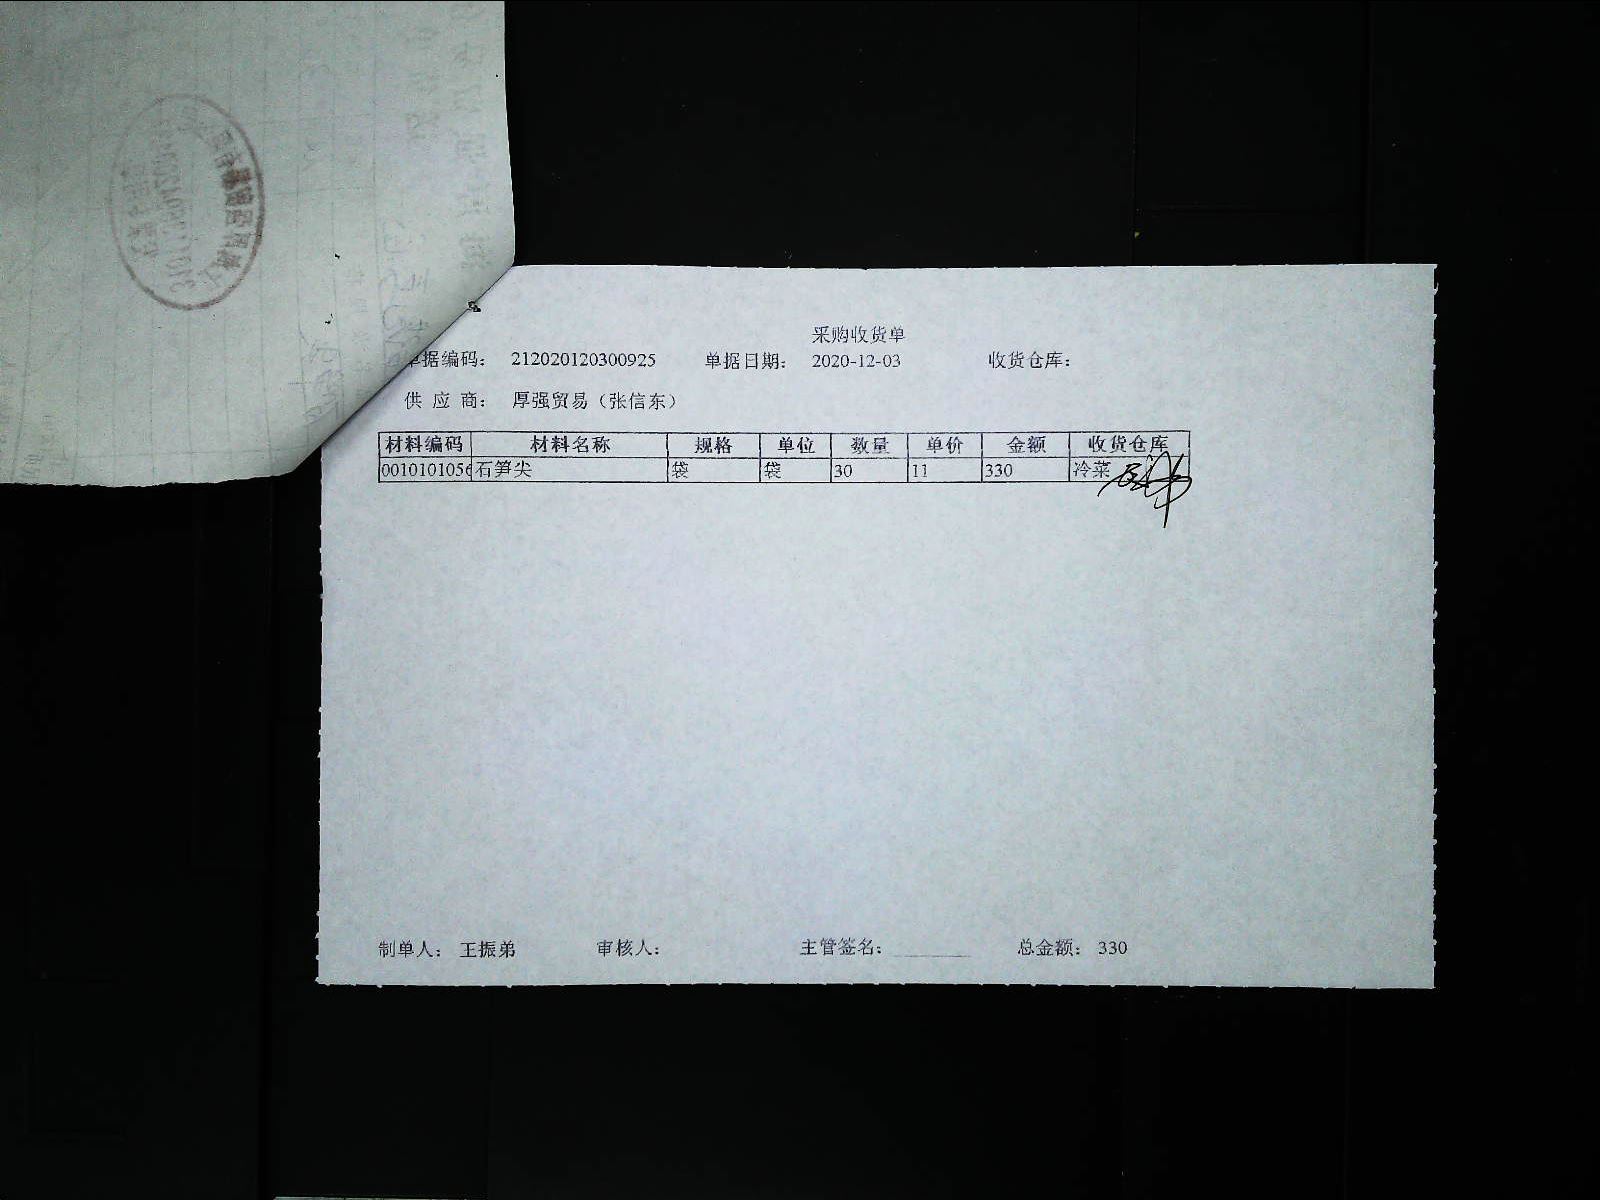 采购收货单
单据编码： 212020120300925 单据日期： 2020-12-03 收货仓库：
供 应 商： 厚强贸易（张信东）
材料编码 材料名称 规格 单位 数量 单价 金额 收货仓库
0010101056 石笋尖 袋 袋 30 11 330 冷菜
制单人： 王振弟 审核人： 主管签名： 总金额： 330